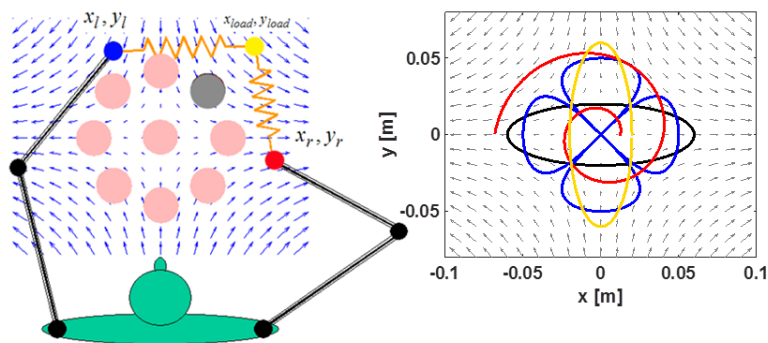 x_l, y_l
x_load, y_load
x_r, y_r
y [m]
0.05
0
-0.05
-0.1
-0.05
0
0.05
0.1
x [m]